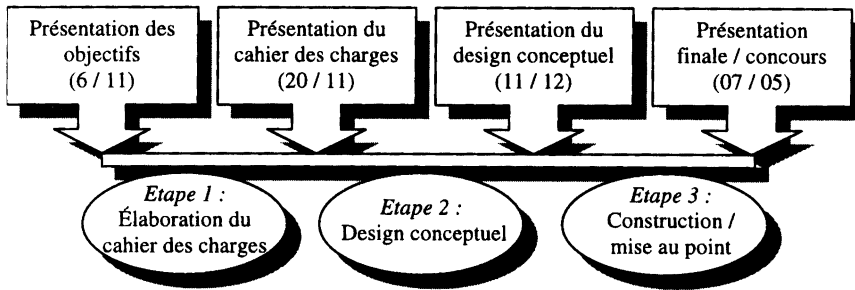 Présentation des
objectifs
(6 / 11)
Présentation du
cahier des charges
(20 / 11)
Présentation du
design conceptuel
(11 / 12)
Présentation
finale / concours
(07 / 05)
Etape 1 :
Élaboration du
cahier des charges
Etape 2 :
Design conceptuel
Etape 3 :
Construction /
mise au point